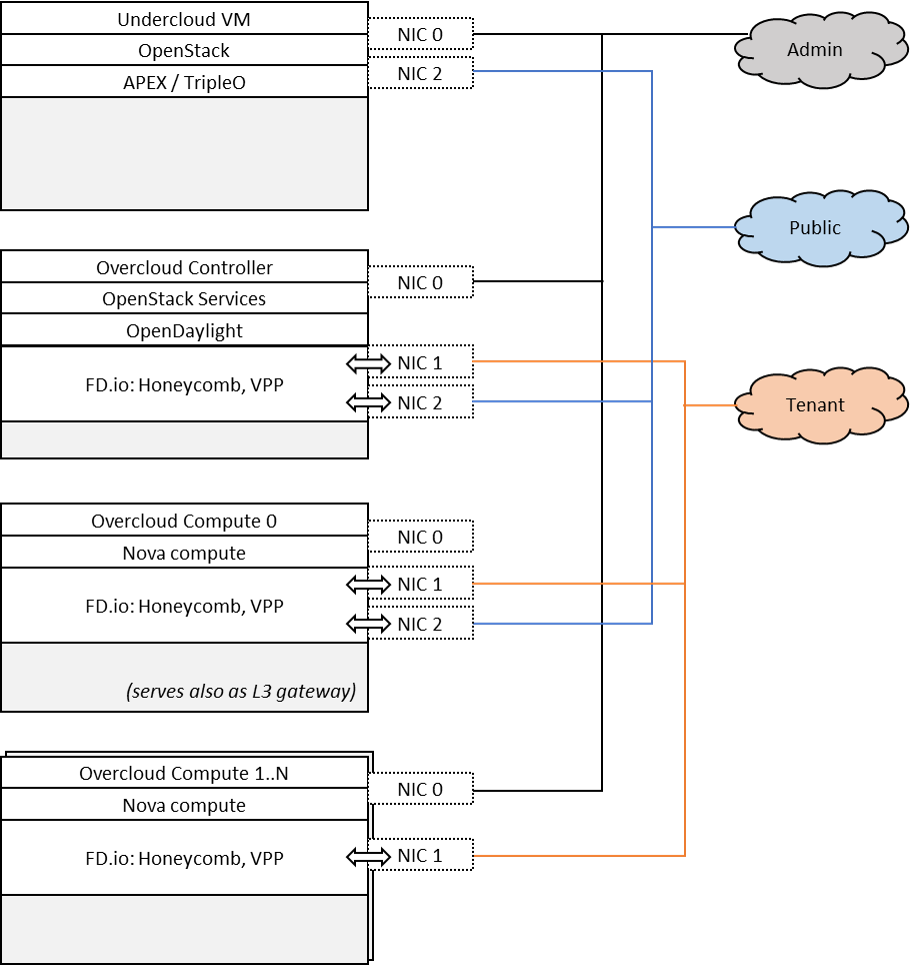 Undercloud VM
OpenStack
APEX / TripleO
NIC 0
NIC 2
Admin
Public
Overcloud Controller
OpenStack Services
OpenDaylight
FD.io: Honeycomb, VPP
NIC 0
NIC 1
NIC 2
Tenant
Overcloud Compute 0
Nova compute
FD.io: Honeycomb, VPP
(serves also as L3 gateway)
NIC 0
NIC 1
NIC 2
Overcloud Compute 1..N
Nova compute
FD.io: Honeycomb, VPP
NIC 0
NIC 1